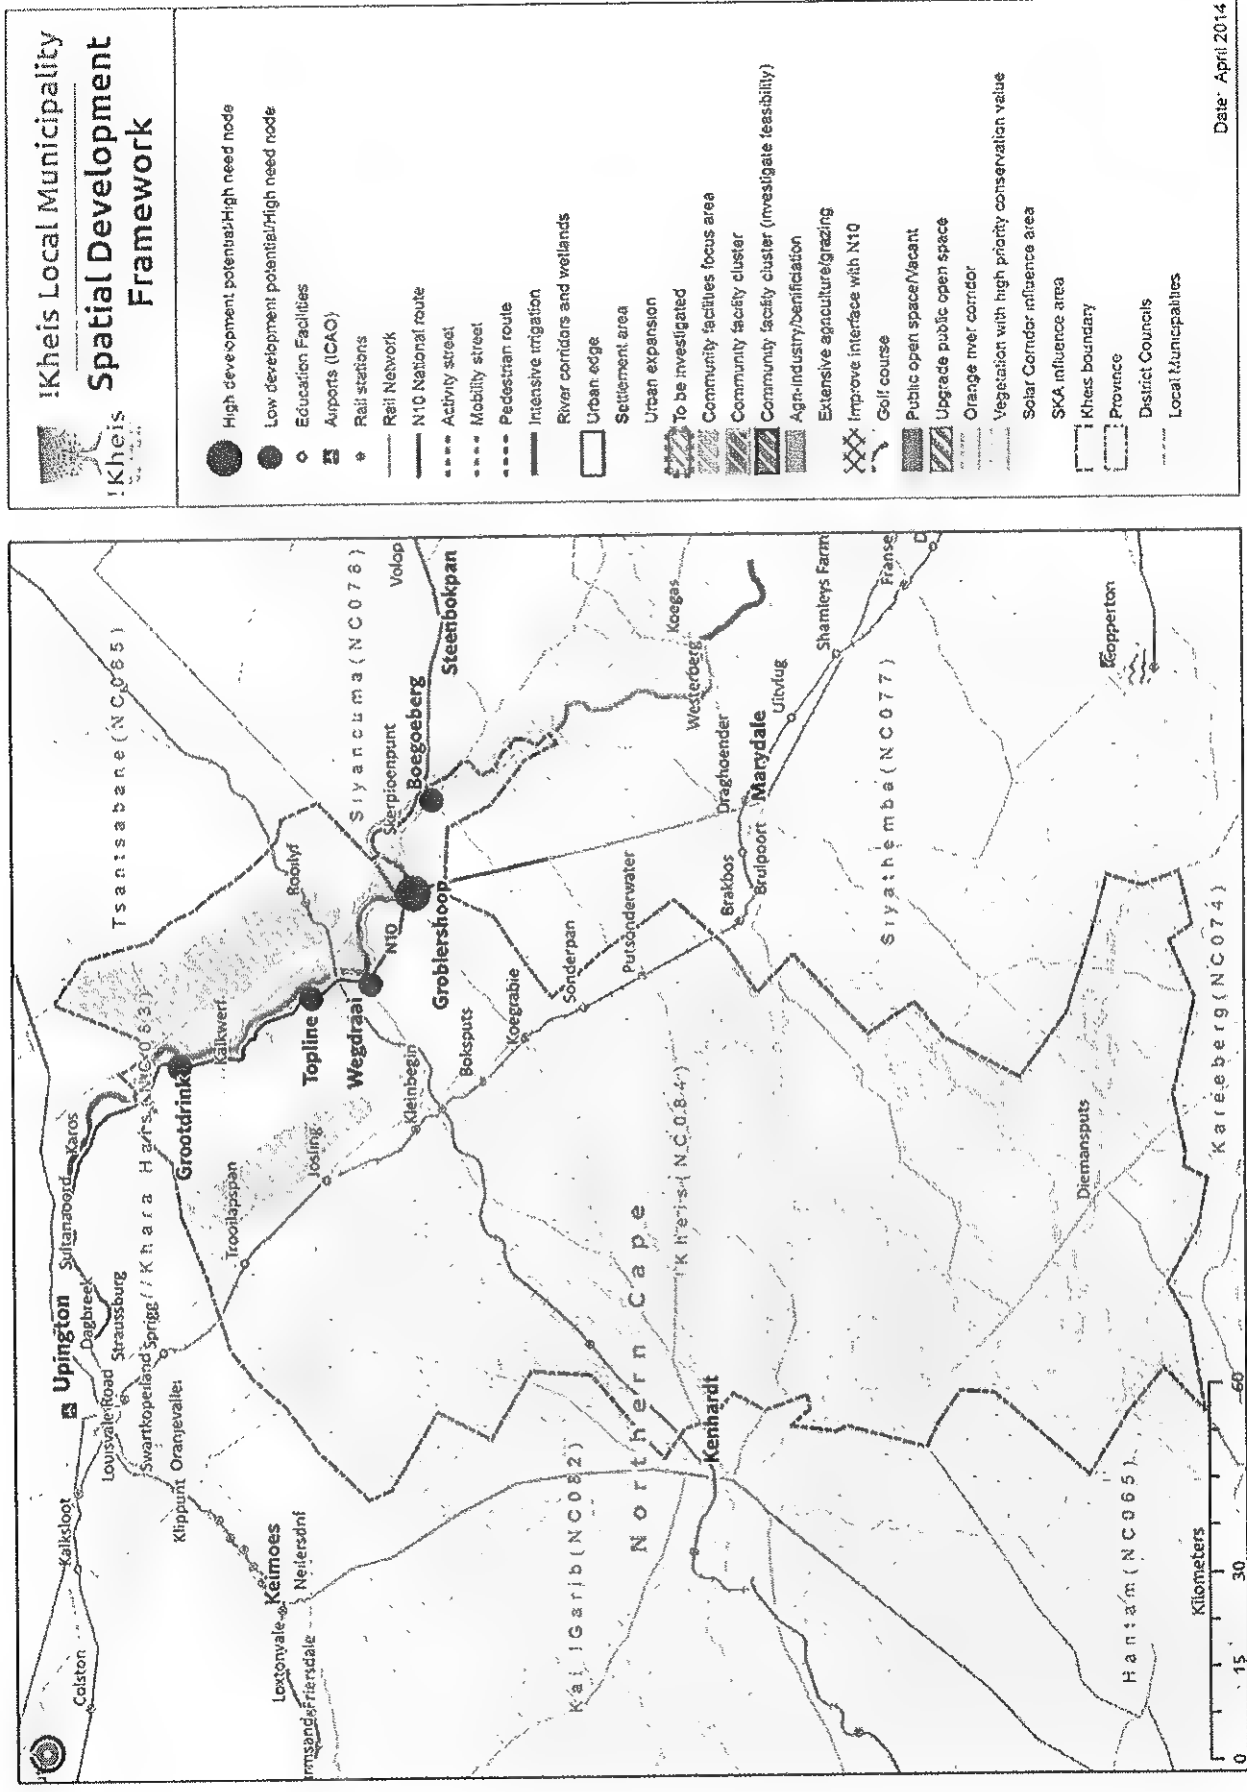 !Kheis Local Municipality
Spatial Development
Framework
!Kheis
High development potential/High need node
Low development potential/High need node
Education Facilities
Airports (ICAO)
Rail stations
Rail Network
N10 National route
Activity street
Mobility street
Pedestrian route
Intensive irrigation
River corridors and wetlands
Urban edge
Settlement area
Urban expansion
To be investigated
Community facilities focus area
Community facility cluster
Community facility cluster (investigate feasibility)
Agri-industry/benificiation
Extensive agriculture/grazing
Improve interface with N10
Golf course
Public open space/Vacant
Upgrade public open space
Orange river corridor
Vegetation with high priority conservation value
Solar Corridor influence area
SKA influence area
!Kheis boundary
Province
District Councils
Local Municipalities
Date: April 2014
Kalksloot
Colston
Upington
Louisvale Road
Dagbreek
Straussburg
Sultanaoord
Karos
Swartkopeiland
Sprigg
//Khara Hais (NC083)
Klippunt
Oranjevallei
Keimoes
Neilersdrif
Loxtonvale
Friersdale
Trooilapspan
Josling
Grootdrink
Kalkwerf
Topline
Wegdraai
Kleinbegin
Boksputs
Koegrabie
Sonderpan
Putsonderwater
Rooilyf
N10
Groblershoop
Tsantsabane (NC085)
Siyancuma (NC078)
Skerpioenpunt
Boegoeberg
Volop
Steenbokpan
Koegas
Westerberg
Draghoender
Marydale
Uitvlug
Shamleys Farm
Franse
Brakbos
Brulpoort
Siyathemba (NC077)
Copperton
Kai !Garib (NC082)
Northern Cape
!Kheis (NC084)
Kenhardt
Diemansputs
Kareeberg (NC074)
Hantam (NC065)
Kilometers
0 15 30 60